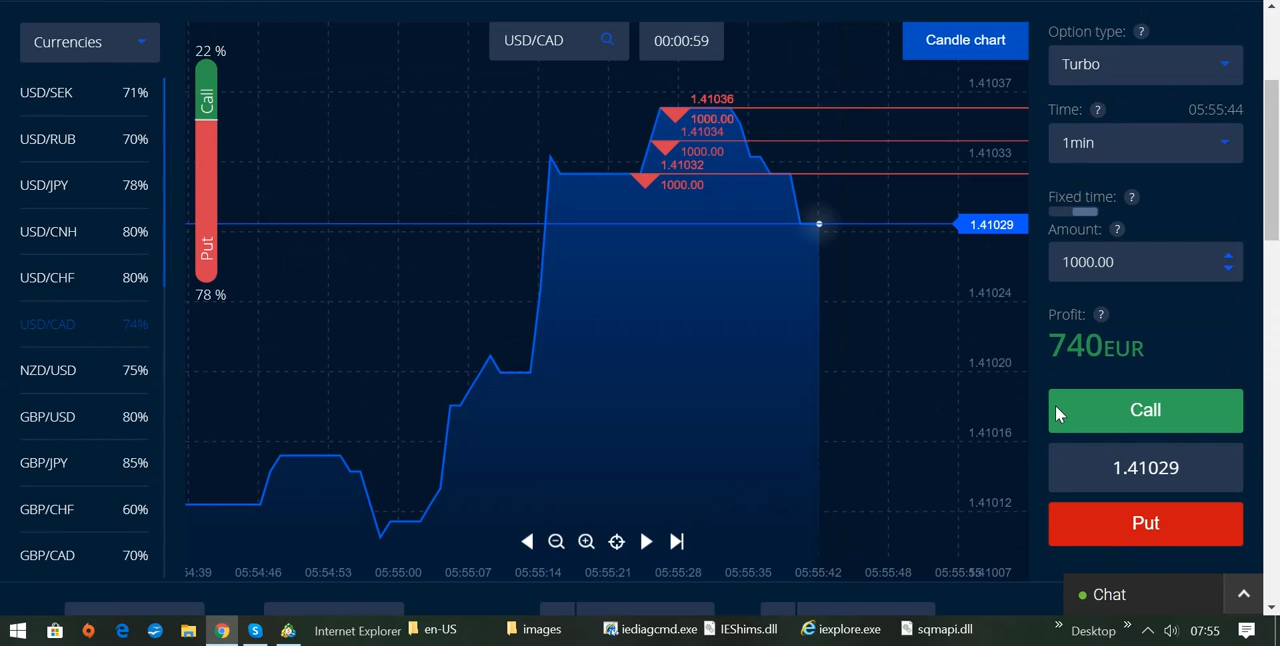 Currencies
USD/SEK 71%
USD/RUB 70%
USD/JPY 78%
USD/CNH 80%
USD/CHF 80%
USD/CAD 74%
NZD/USD 75%
GBP/USD 80%
GBP/JPY 85%
GBP/CHF 60%
GBP/CAD 70%
22 %
Call
Put
78 %
USD/CAD
00:00:59
Candle chart
1.41036
1000.00
1.41034
1000.00
1.41032
1000.00
1.41037
1.41033
1.41029
1.41024
1.41020
1.41016
1.41012
1.41007
:54:39 05:54:46 05:54:53 05:55:00 05:55:07 05:55:14 05:55:21 05:55:28 05:55:35 05:55:42 05:55:48
Option type: ?
Turbo
Time: ? 05:55:44
1min
Fixed time: ?
Amount: ?
1000.00
Profit: ?
740EUR
Call
1.41029
Put
Chat
Internet Explorer en-US images iediagcmd.exe IEShims.dll iexplore.exe sqmapi.dll » Desktop » 07:55